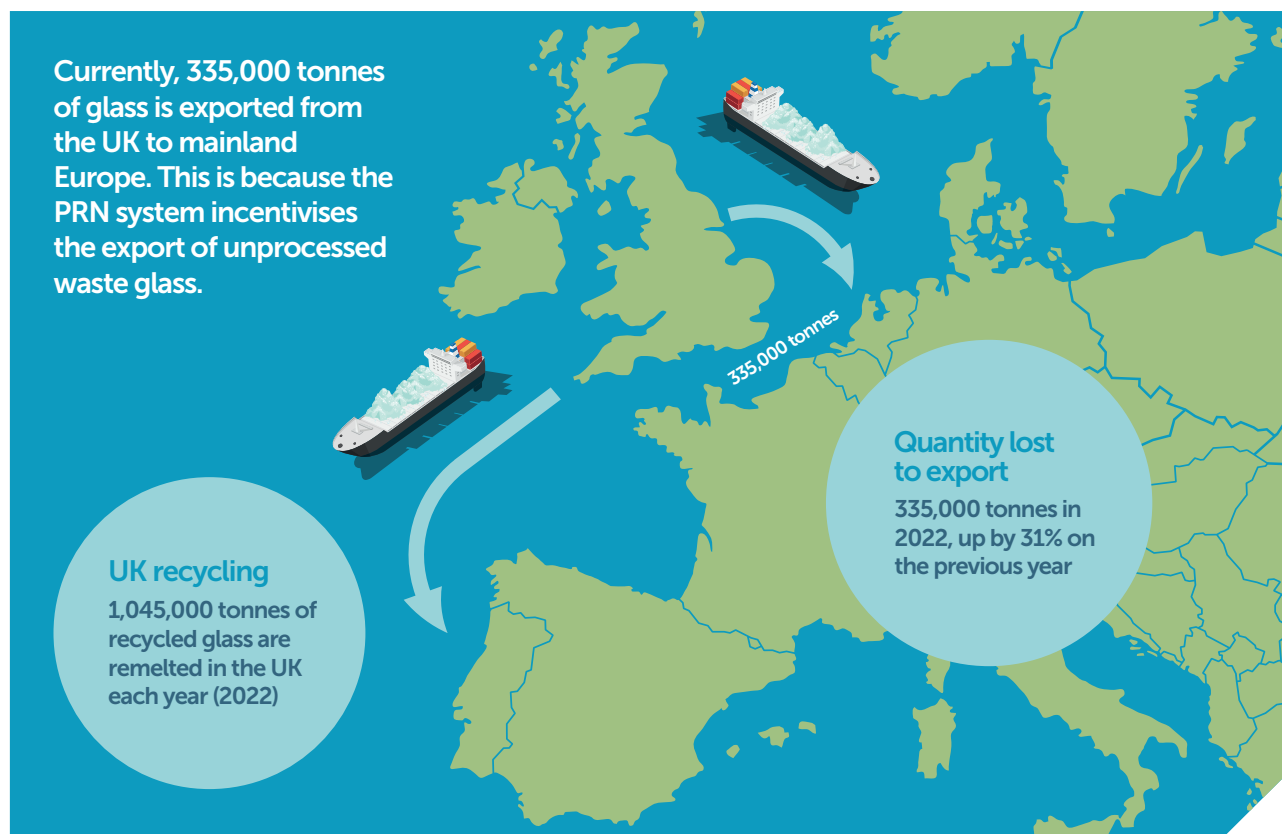 Currently, 335,000 tonnes
of glass is exported from
the UK to mainland
Europe. This is because the
PRN system incentivises
the export of unprocessed
waste glass.
335,000 tonnes
Quantity lost
to export
335,000 tonnes in
2022, up by 31% on
the previous year
UK recycling
1,045,000 tonnes of
recycled glass are
remelted in the UK
each year (2022)